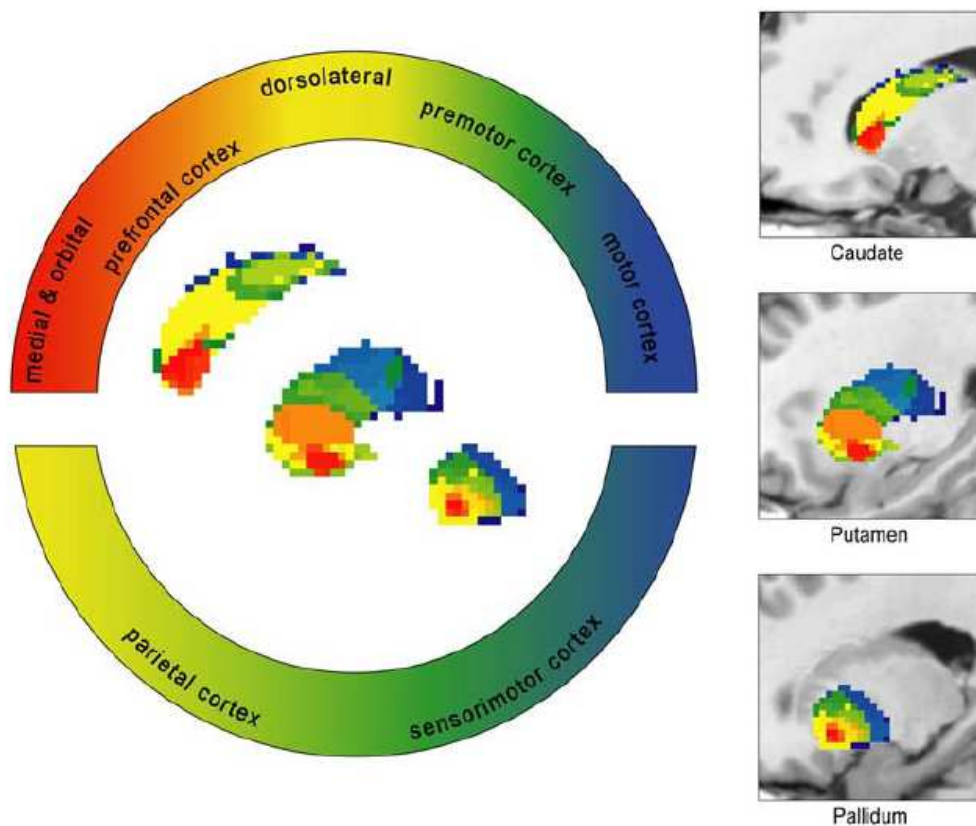 medial & orbital
prefrontal cortex
dorsolateral
premotor cortex
motor cortex
parietal cortex
sensorimotor cortex
Caudate
Putamen
Pallidum